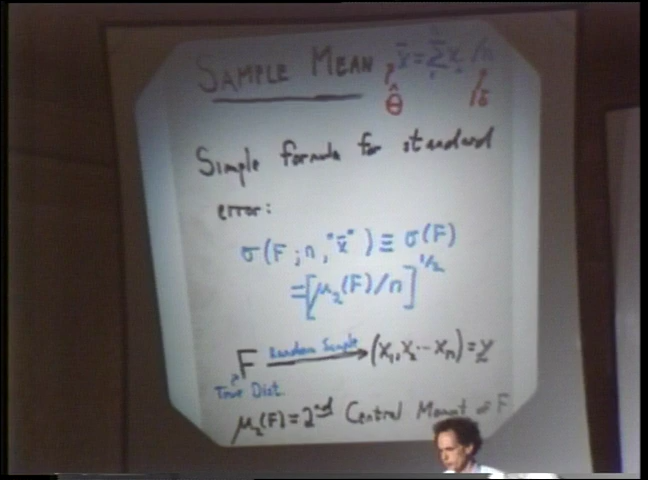 SAMPLE MEAN x̄ = Σ xᵢ /n
θ̂ 15
Simple formula for standard
error:
σ(F; n, "x̄") ≡ σ(F)
= [μ₂(F)/n]^1/2
F Random Sample → (X₁, X₂ ··· Xₙ) = y
True Dist.
μ₂(F) = 2nd Central Moment of F